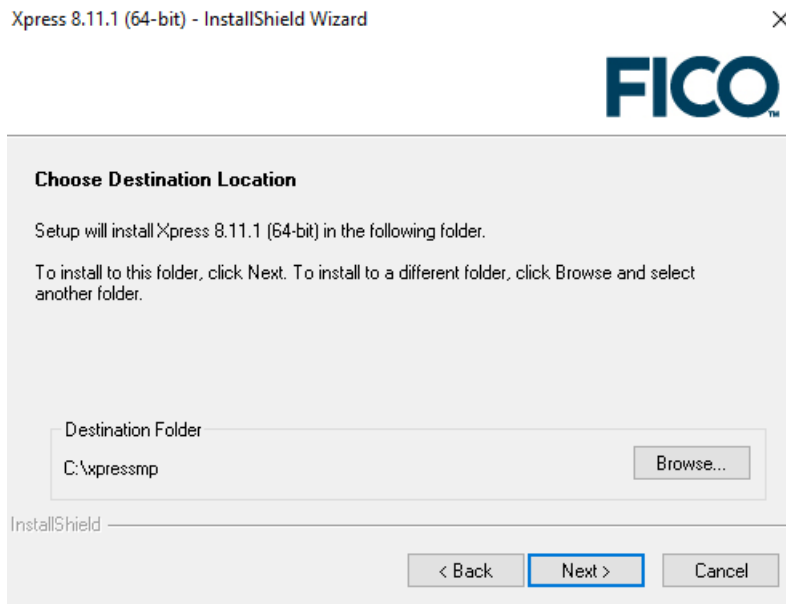 Xpress 8.11.1 (64-bit) - InstallShield Wizard
FICO™
Choose Destination Location
Setup will install Xpress 8.11.1 (64-bit) in the following folder.
To install to this folder, click Next. To install to a different folder, click Browse and select
another folder.
Destination Folder
C:\xpressmp
Browse...
InstallShield
< Back
Next >
Cancel